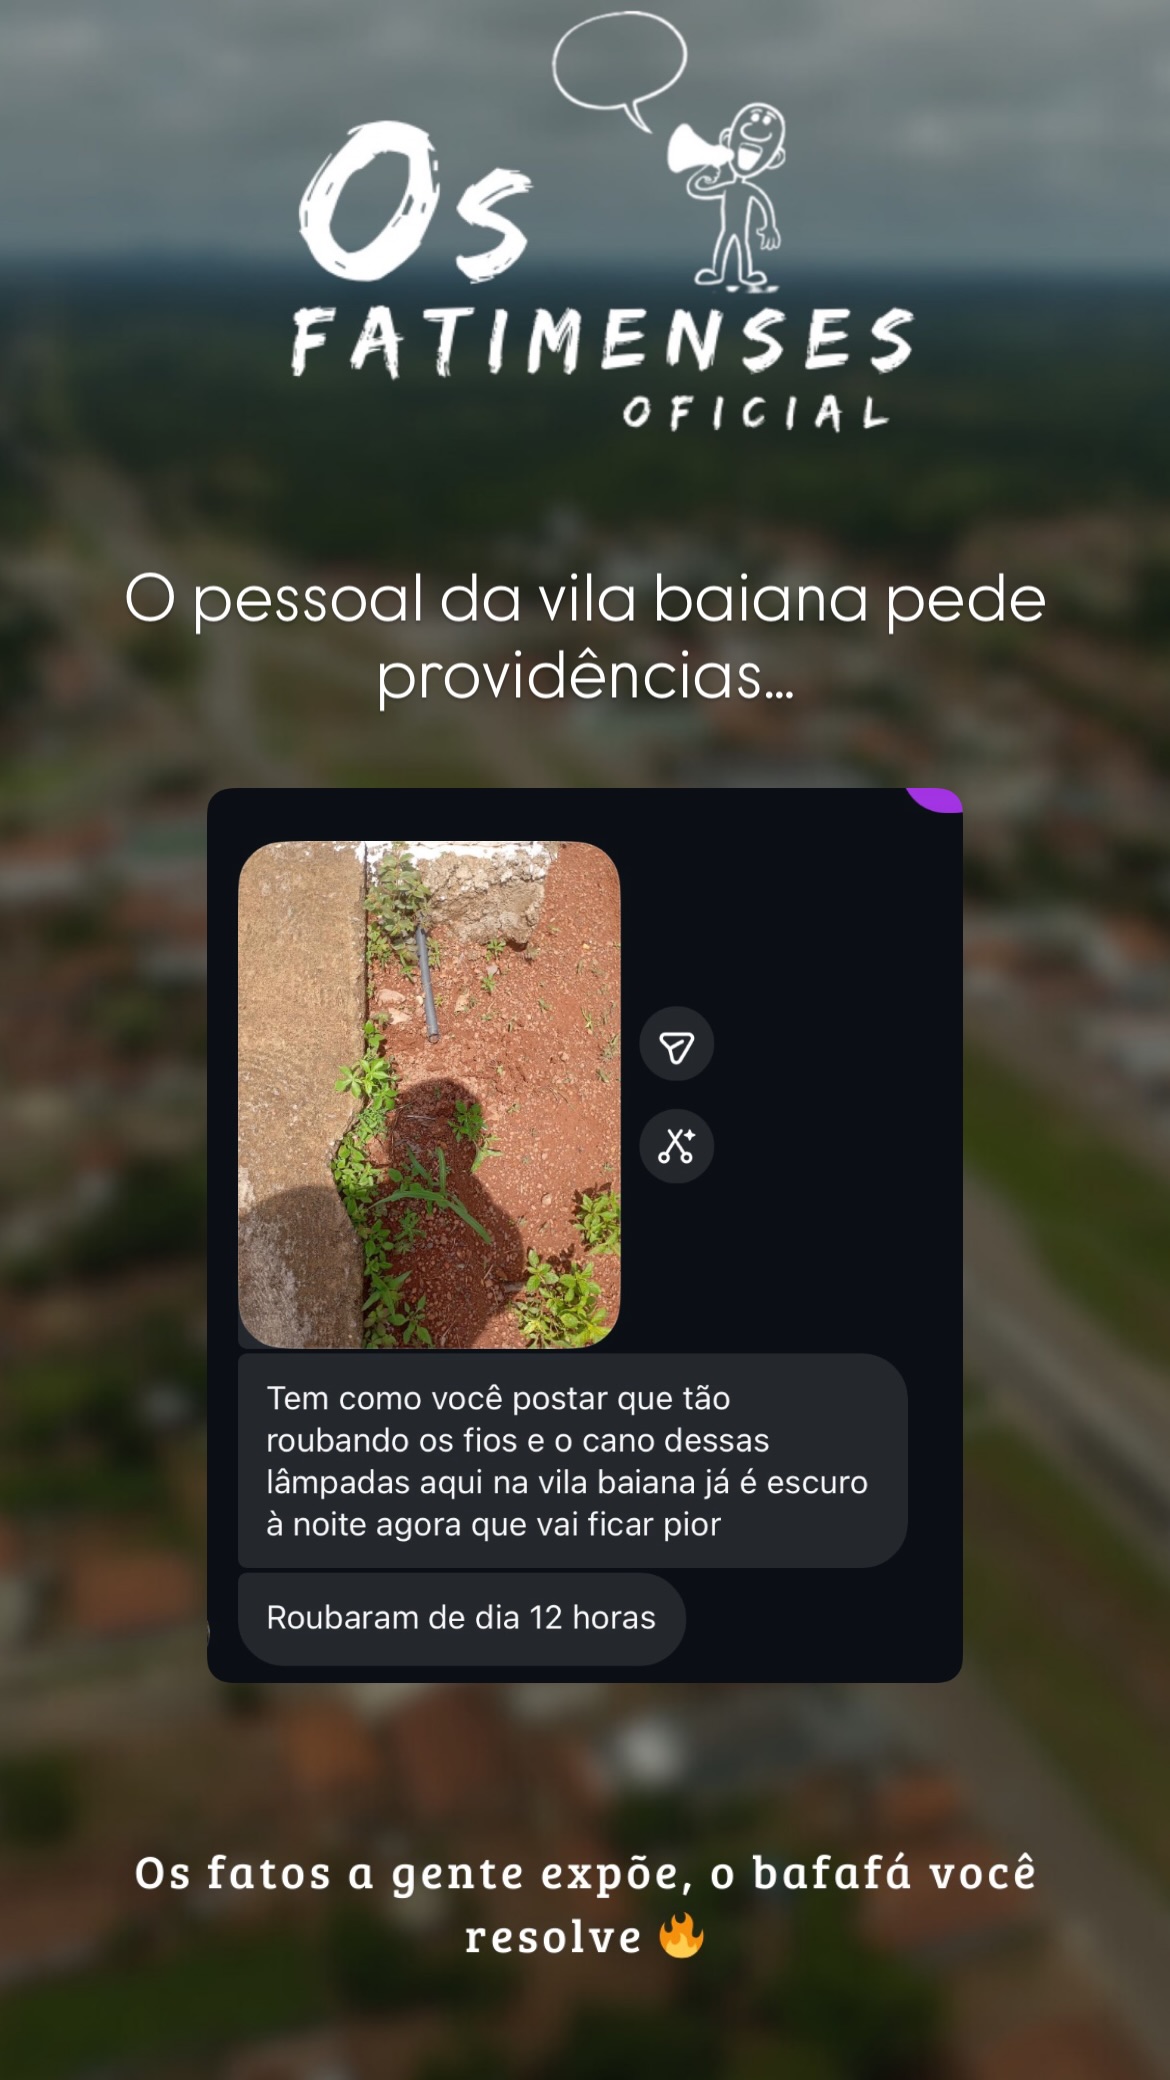 Os
FATIMENSES
OFICIAL
O pessoal da vila baiana pede
providências...
Tem como você postar que tão
roubando os fios e o cano dessas
lâmpadas aqui na vila baiana já é escuro
à noite agora que vai ficar pior
Roubaram de dia 12 horas
Os fatos a gente expõe, o bafafá você
resolve 🔥